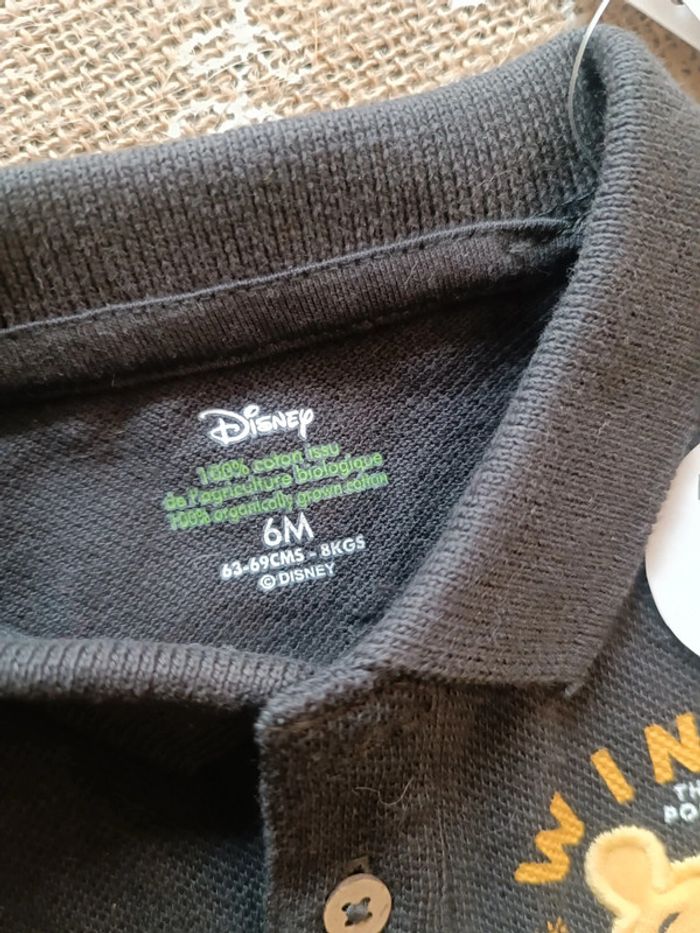 Disney
100% coton issu
de l'agriculture biologique
100% organically grown cotton
6M
63-69CMS - 8KGS
© DISNEY
WIN
TH
PO